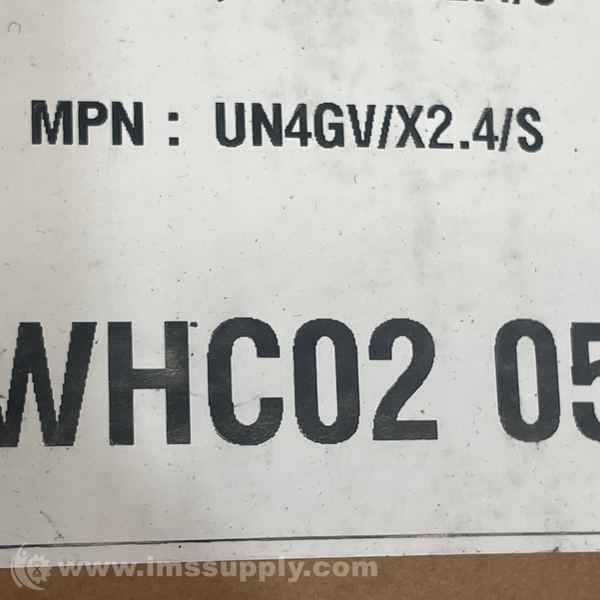 MPN : UN4GV/X2.4/S
WHC02 05
www.imssupply.com